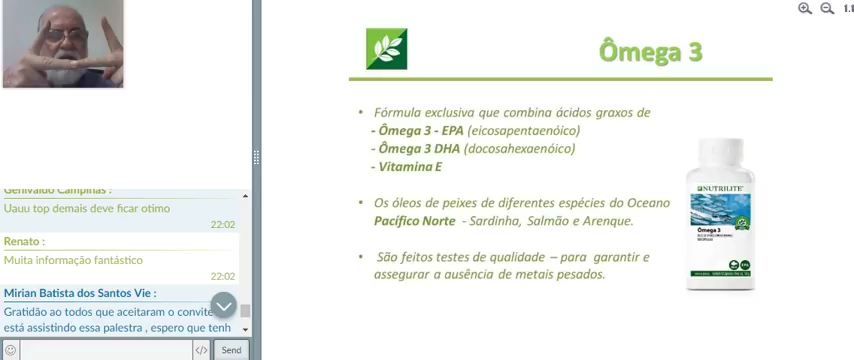 1.1
Genivaldo Campinas :
Uauu top demais deve ficar otimo
22:02
Renato :
Muita informação fantástico
22:02
Mirian Batista dos Santos Vie :
Gratidão ao todos que aceitaram o convite
está assistindo essa palestra , espero que tenh
</>
Send
Ômega 3
• Fórmula exclusiva que combina ácidos graxos de
- Ômega 3 - EPA (eicosapentaenóico)
- Ômega 3 DHA (docosahexaenóico)
- Vitamina E
• Os óleos de peixes de diferentes espécies do Oceano
Pacífico Norte - Sardinha, Salmão e Arenque.
• São feitos testes de qualidade – para garantir e
assegurar a ausência de metais pesados.
NUTRILITE
Ômega 3